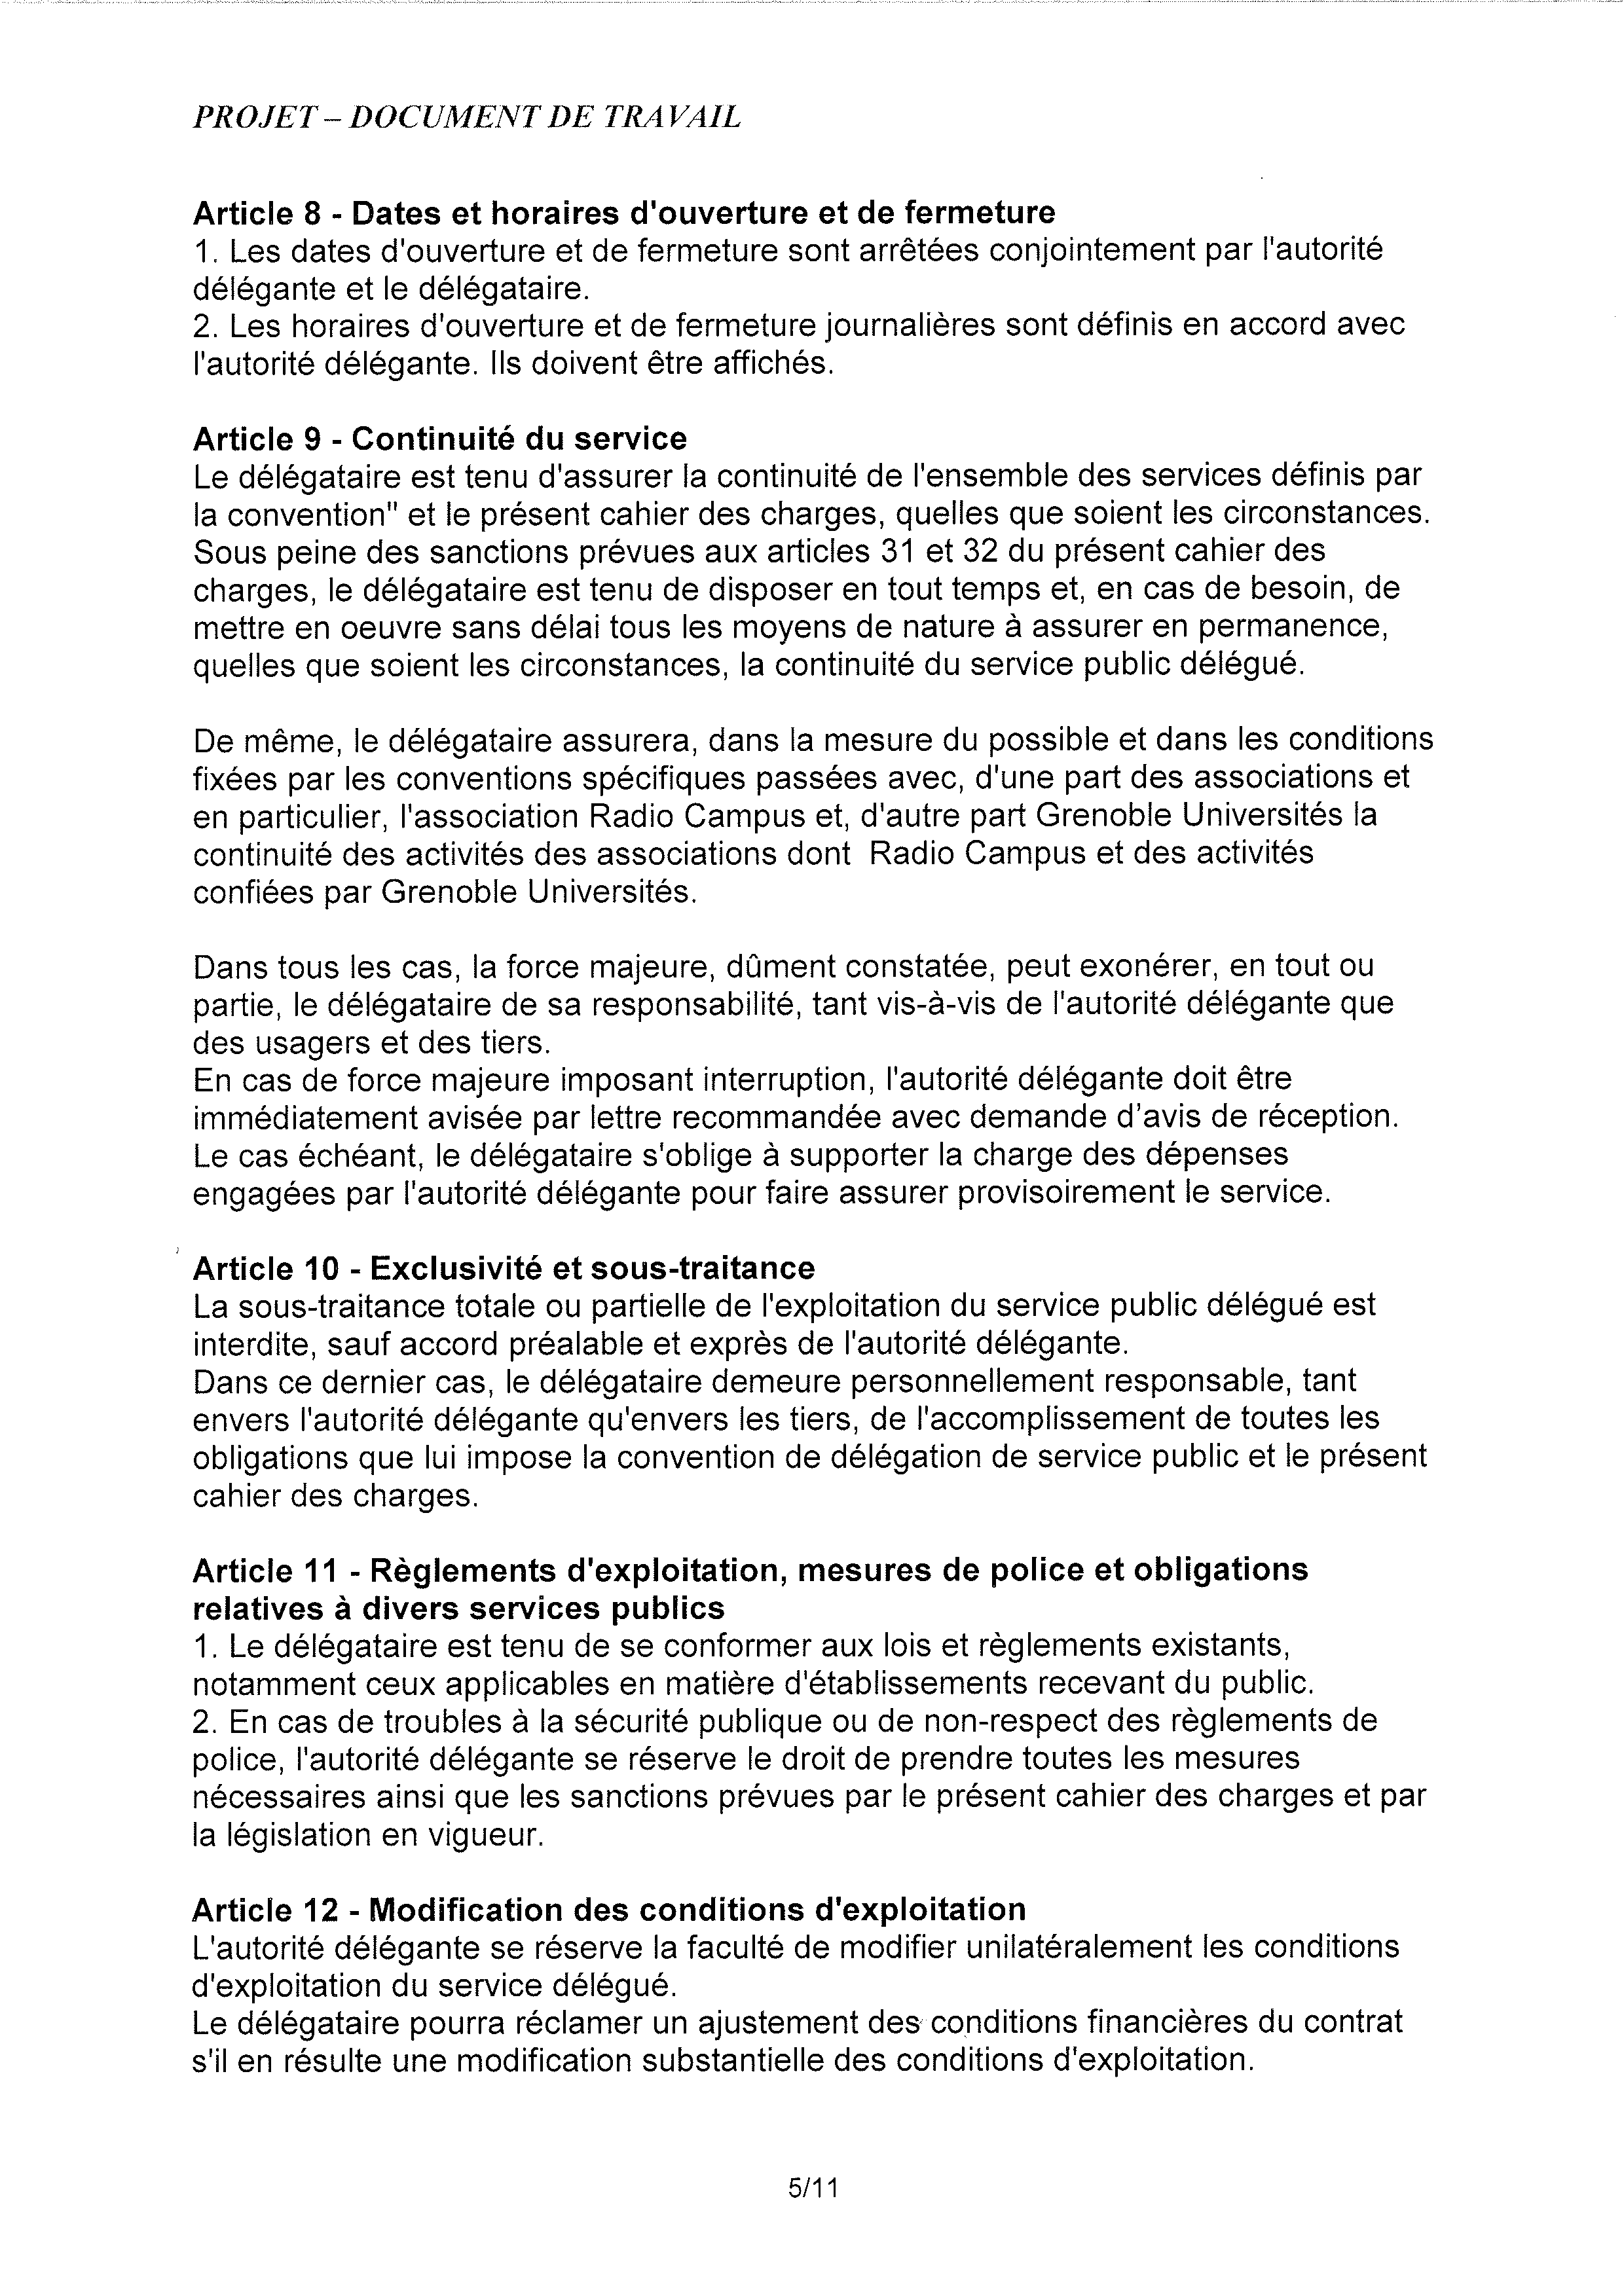 PROJET – DOCUMENT DE TRAVAIL
Article 8 - Dates et horaires d'ouverture et de fermeture
1. Les dates d'ouverture et de fermeture sont arrêtées conjointement par l'autorité
délégante et le délégataire.
2. Les horaires d'ouverture et de fermeture journalières sont définis en accord avec
l'autorité délégante. Ils doivent être affichés.
Article 9 - Continuité du service
Le délégataire est tenu d'assurer la continuité de l'ensemble des services définis par
la convention" et le présent cahier des charges, quelles que soient les circonstances.
Sous peine des sanctions prévues aux articles 31 et 32 du présent cahier des
charges, le délégataire est tenu de disposer en tout temps et, en cas de besoin, de
mettre en oeuvre sans délai tous les moyens de nature à assurer en permanence,
quelles que soient les circonstances, la continuité du service public délégué.
De même, le délégataire assurera, dans la mesure du possible et dans les conditions
fixées par les conventions spécifiques passées avec, d'une part des associations et
en particulier, l'association Radio Campus et, d'autre part Grenoble Universités la
continuité des activités des associations dont  Radio Campus et des activités
confiées par Grenoble Universités.
Dans tous les cas, la force majeure, dûment constatée, peut exonérer, en tout ou
partie, le délégataire de sa responsabilité, tant vis-à-vis de l'autorité délégante que
des usagers et des tiers.
En cas de force majeure imposant interruption, l'autorité délégante doit être
immédiatement avisée par lettre recommandée avec demande d’avis de réception.
Le cas échéant, le délégataire s'oblige à supporter la charge des dépenses
engagées par l'autorité délégante pour faire assurer provisoirement le service.
Article 10 - Exclusivité et sous-traitance
La sous-traitance totale ou partielle de l'exploitation du service public délégué est
interdite, sauf accord préalable et exprès de l'autorité délégante.
Dans ce dernier cas, le délégataire demeure personnellement responsable, tant
envers l'autorité délégante qu'envers les tiers, de l'accomplissement de toutes les
obligations que lui impose la convention de délégation de service public et le présent
cahier des charges.
Article 11 - Règlements d'exploitation, mesures de police et obligations
relatives à divers services publics
1. Le délégataire est tenu de se conformer aux lois et règlements existants,
notamment ceux applicables en matière d'établissements recevant du public.
2. En cas de troubles à la sécurité publique ou de non-respect des règlements de
police, l'autorité délégante se réserve le droit de prendre toutes les mesures
nécessaires ainsi que les sanctions prévues par le présent cahier des charges et par
la législation en vigueur.
Article 12 - Modification des conditions d'exploitation
L'autorité délégante se réserve la faculté de modifier unilatéralement les conditions
d'exploitation du service délégué.
Le délégataire pourra réclamer un ajustement des conditions financières du contrat
s'il en résulte une modification substantielle des conditions d'exploitation.
5/11